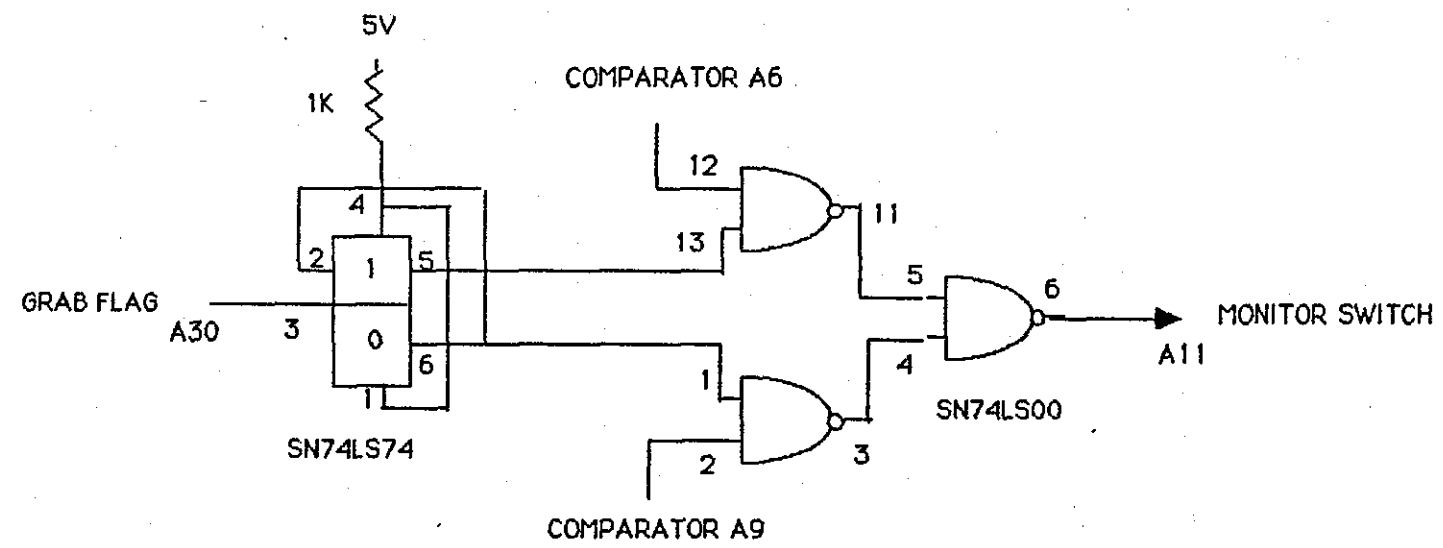 5V
1K
COMPARATOR A6
12
13
11
4
2
1
5
GRAB FLAG
A30
3
0
6
1
SN74LS74
1
2
3
COMPARATOR A9
5
4
6
SN74LS00
MONITOR SWITCH
A11